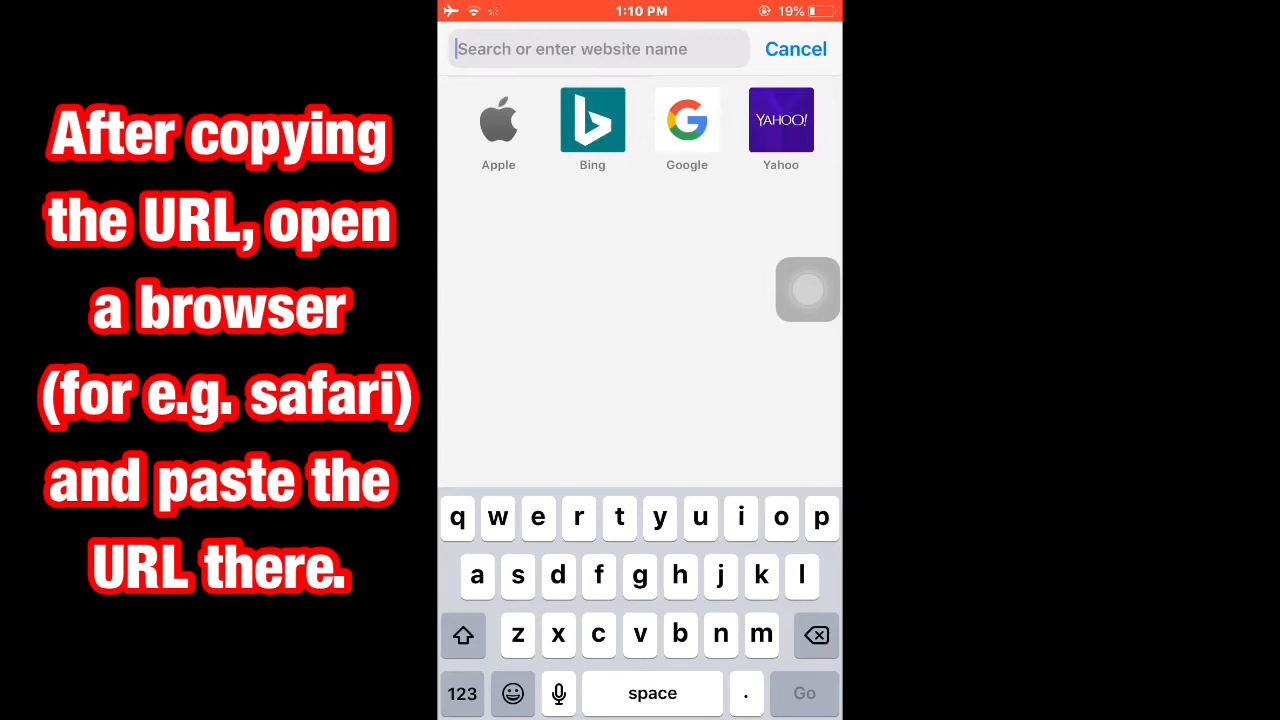 After copying
the URL, open
a browser
(for e.g. safari)
and paste the
URL there.
1:10 PM
19%
Search or enter website name
Cancel
YAHOO!
Apple
Bing
Google
Yahoo
q w e r t y u i o p
a s d f g h j k l
z x c v b n m
123
space
.
Go